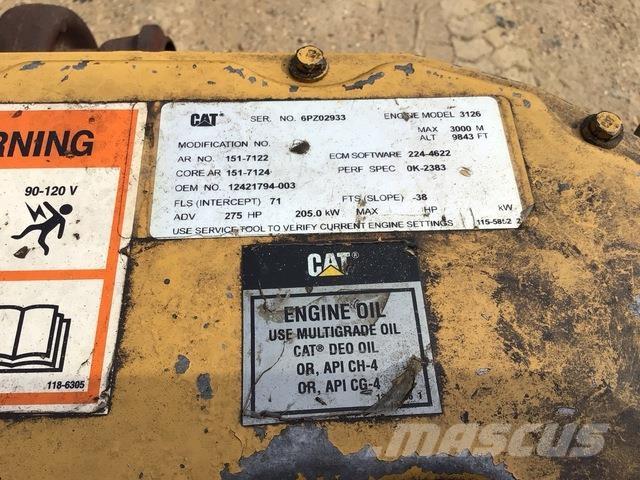 RNING
90-120 V
118-6305
CAT® SER. NO. 6PZ02933 ENGINE MODEL 3126
MAX 3000 M
MODIFICATION NO. ALT 9843 FT
AR NO. 151-7122 ECM SOFTWARE 224-4622
CORE AR 151-7124 PERF SPEC 0K-2383
OEM NO. 12421794-003
FLS (INTERCEPT) 71 FTS (SLOPE) -38
ADV 275 HP 205.0 kW MAX HP kW
USE SERVICE TOOL TO VERIFY CURRENT ENGINE SETTINGS 115-5852 2
CAT®
ENGINE OIL
USE MULTIGRADE OIL
CAT® DEO OIL
OR, API CH-4
OR, API CG-4
MASCUS